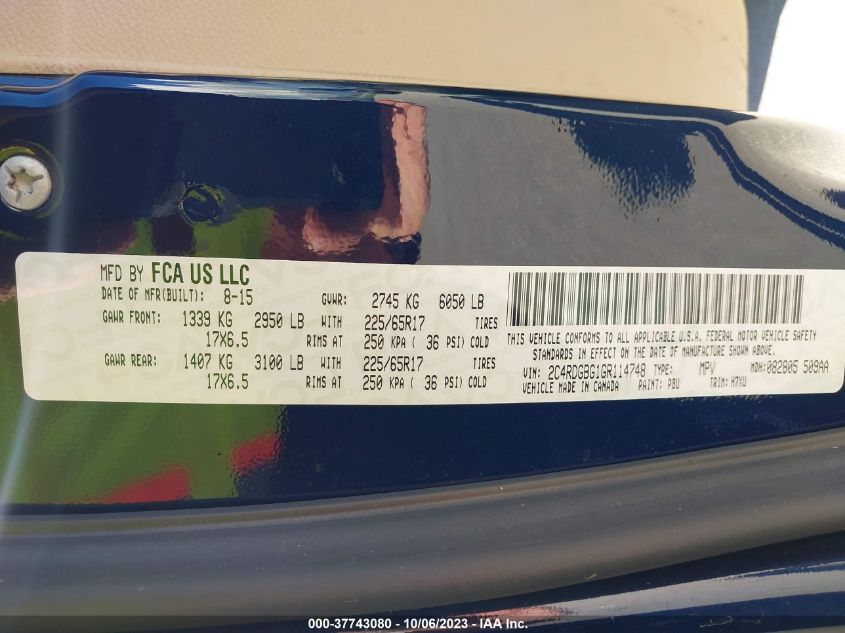 MFD BY FCA US LLC
DATE OF MFR(BUILT): 8-15 GVWR: 2745 KG 6050 LB
GAWR FRONT: 1339 KG 2950 LB WITH 225/65R17 TIRES
17X6.5 RIMS AT 250 KPA ( 36 PSI) COLD
GAWR REAR: 1407 KG 3100 LB WITH 225/65R17 TIRES
17X6.5 RIMS AT 250 KPA ( 36 PSI) COLD
THIS VEHICLE CONFORMS TO ALL APPLICABLE U.S.A. FEDERAL MOTOR VEHICLE SAFETY
STANDARDS IN EFFECT ON THE DATE OF MANUFACTURE SHOWN ABOVE.
VIN: 2C4RDGBG1GR114748 TYPE: MPV MDH: 082805 509AA
VEHICLE MADE IN CANADA PAINT: PBU TRIM: H7XU
000-37743080 - 10/06/2023 - IAA Inc.